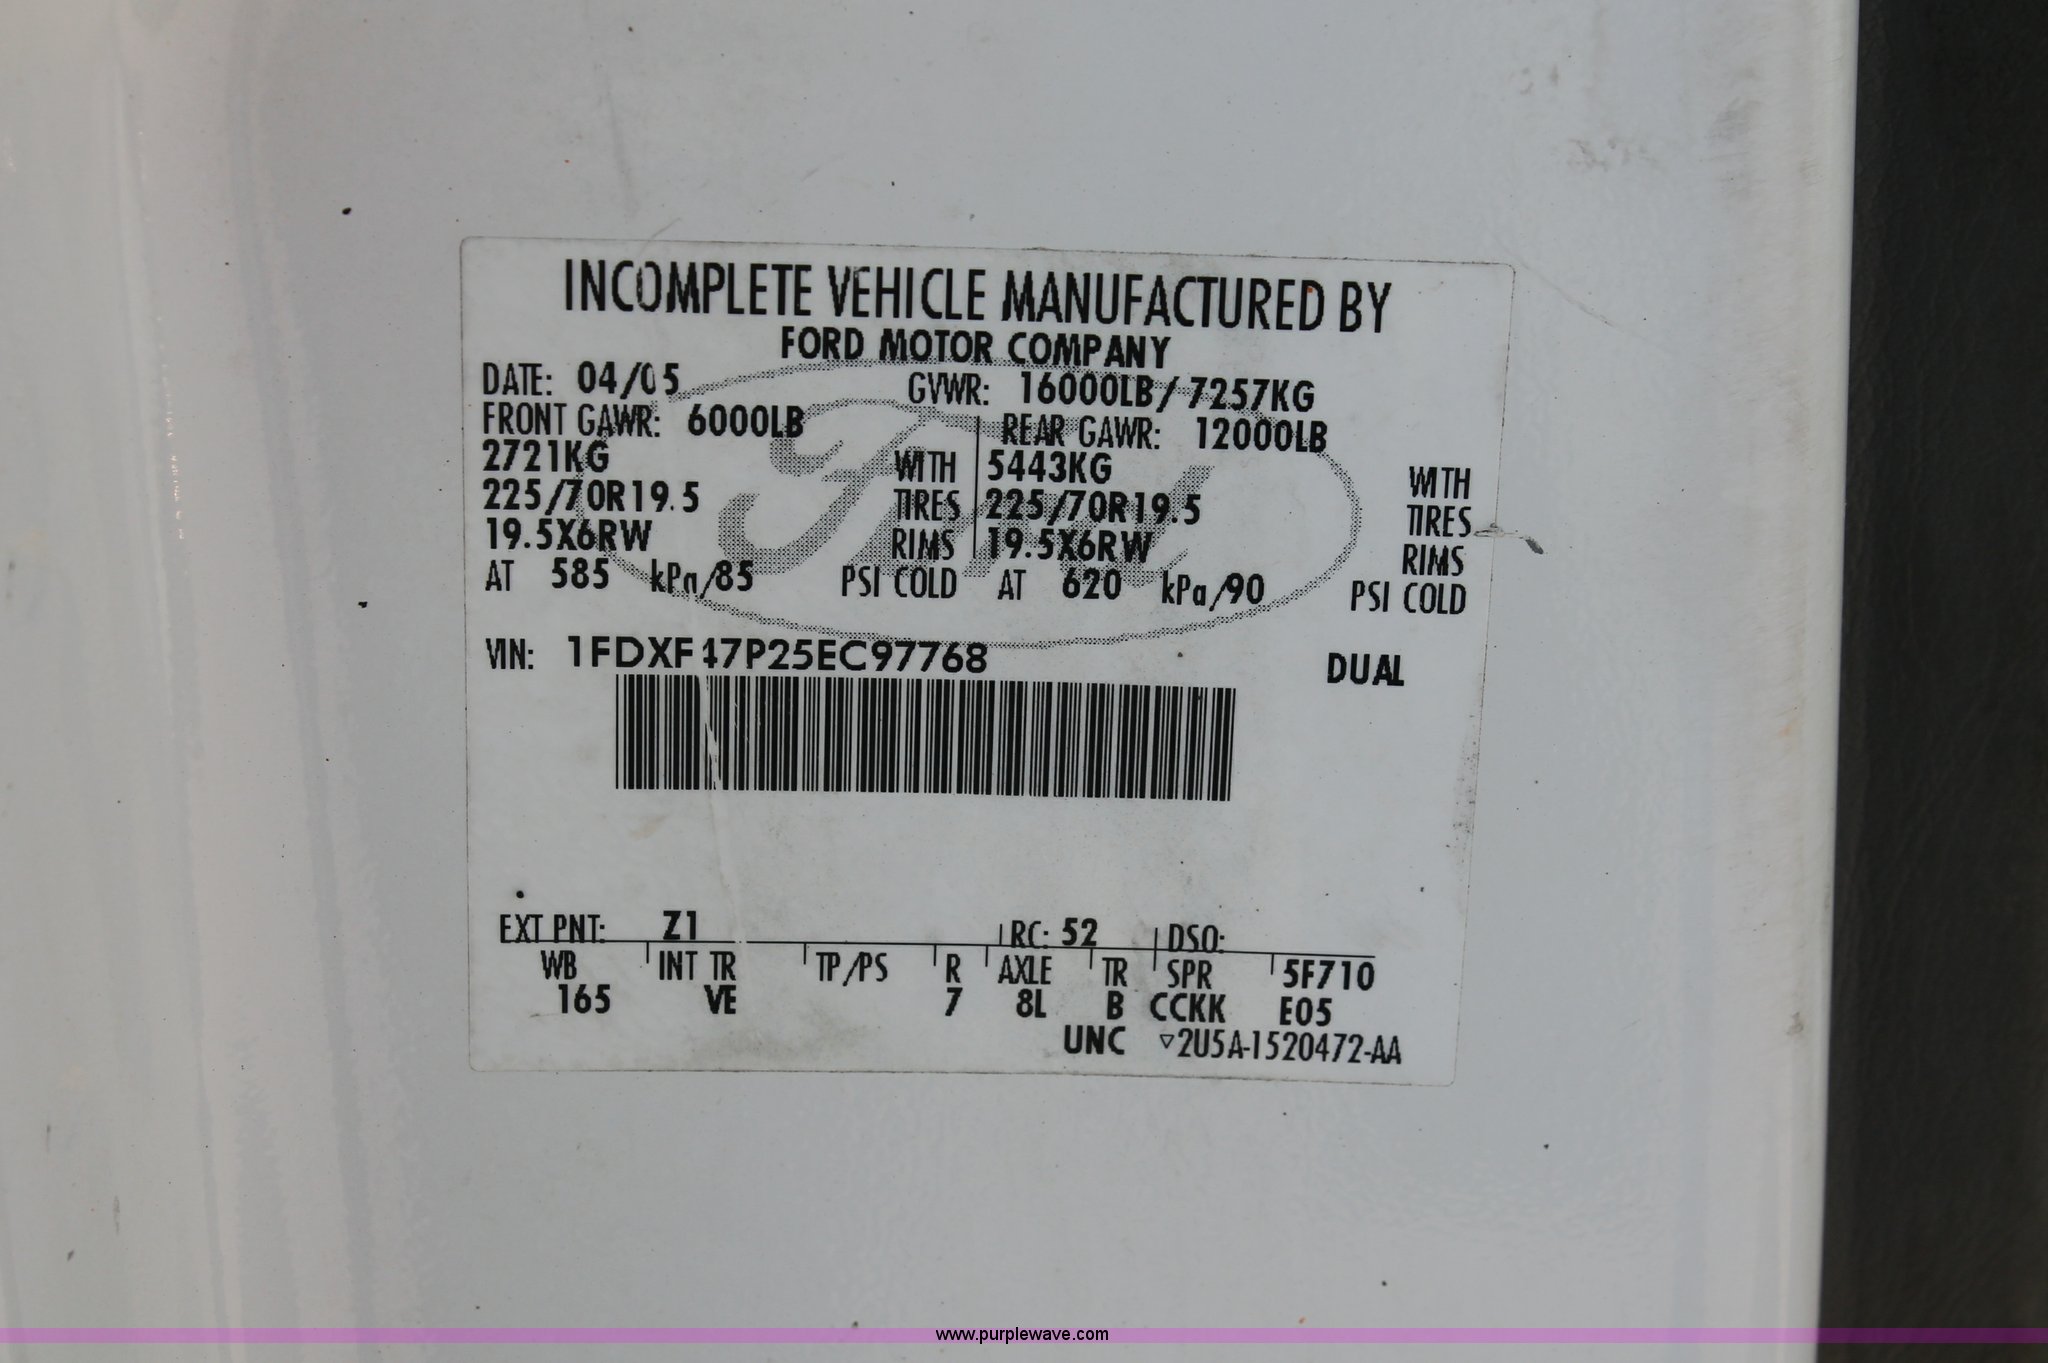 INCOMPLETE VEHICLE MANUFACTURED BY
FORD MOTOR COMPANY
DATE: 04/05 GVWR: 16000LB/7257KG
FRONT GAWR: 6000LB REAR GAWR: 12000LB
2721KG WITH 5443KG WITH
225/70R19.5 TIRES 225/70R19.5 TIRES
19.5X6RW RIMS 19.5X6RW RIMS
AT 585 kPa/85 PSI COLD AT 620 kPa/90 PSI COLD
VIN: 1FDXF47P25EC97768 DUAL
EXT PNT: Z1 RC: 52 DSO:
WB INT TR TP/PS R AXLE TR SPR 5F710
165 VE 7 8L B CCKK E05
UNC ▽2U5A-1520472-AA
www.purplewave.com